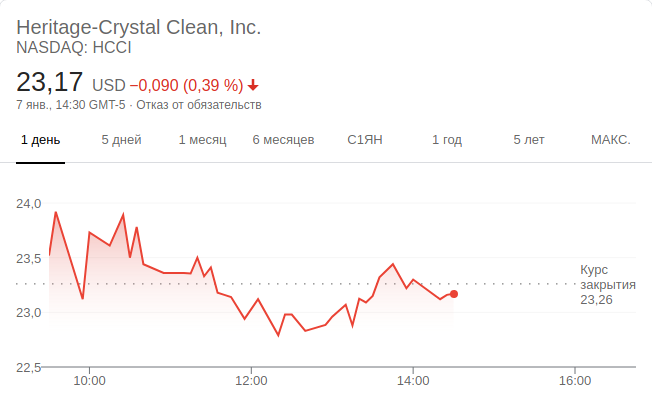 Heritage-Crystal Clean, Inc.
NASDAQ: HCCI
23,17 USD −0,090 (0,39 %)
7 янв., 14:30 GMT-5 · Отказ от обязательств
1 день 5 дней 1 месяц 6 месяцев С1ЯН 1 год 5 лет МАКС.
24,0
23,5
Курс
закрытия
23,26
23,0
22,5
10:00 12:00 14:00 16:00